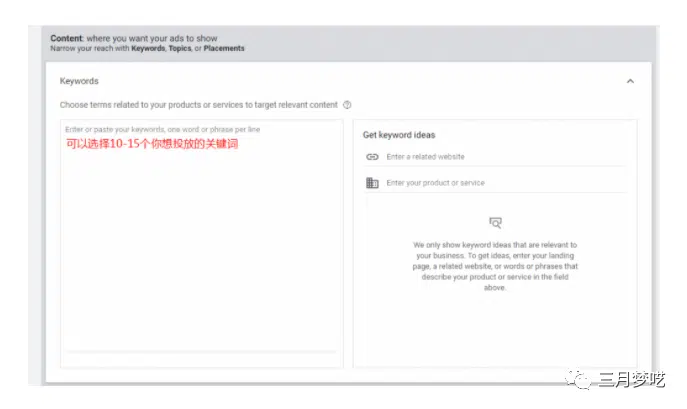 Content: where you want your ads to show
Narrow your reach with Keywords, Topics, or Placements
Keywords
Choose terms related to your products or services to target relevant content
Enter or paste your keywords, one word or phrase per line
可以选择10-15个你想投放的关键词
Get keyword ideas
Enter a related website
Enter your product or service
We only show keyword ideas that are relevant to
your business. To get ideas, enter your landing
page, a related website, or words or phrases that
describe your product or service in the field
above.
三月梦呓